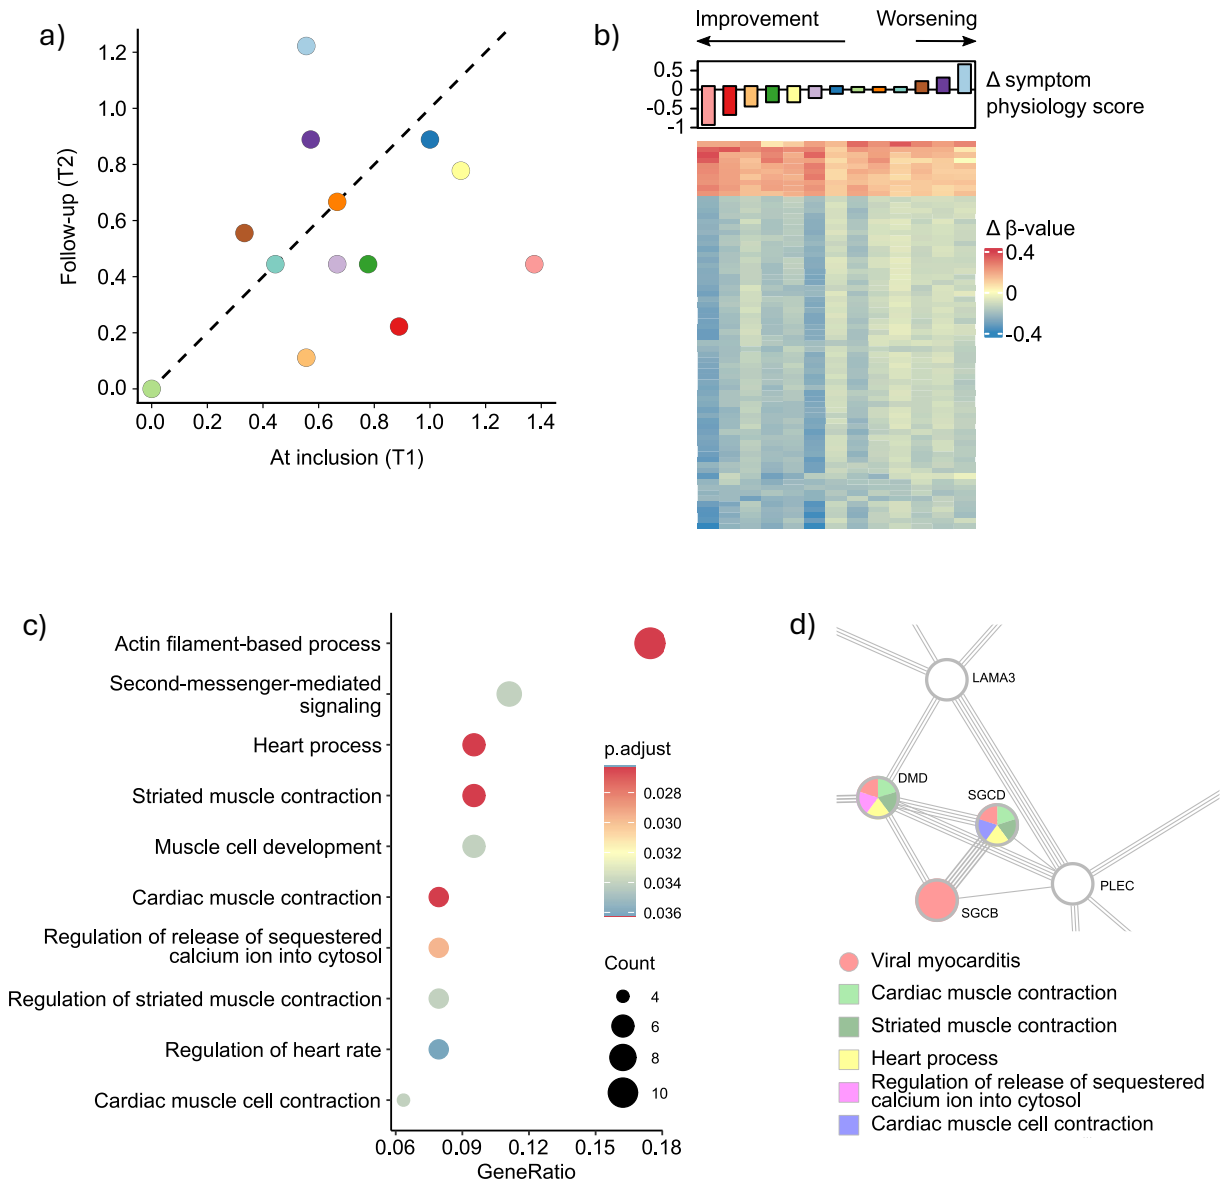 a)
1.2
1.0
0.8
0.6
0.4
0.2
0.0
Follow-up (T2)
0.0 0.2 0.4 0.6 0.8 1.0 1.2 1.4
At inclusion (T1)
b)
Improvement Worsening
0.5
0
-0.5
-1
Δ symptom
physiology score
Δ β-value
0.4
0
-0.4
c)
Actin filament-based process
Second-messenger-mediated
signaling
Heart process
Striated muscle contraction
Muscle cell development
Cardiac muscle contraction
Regulation of release of sequestered
calcium ion into cytosol
Regulation of striated muscle contraction
Regulation of heart rate
Cardiac muscle cell contraction
0.06 0.09 0.12 0.15 0.18
GeneRatio
p.adjust
0.028
0.030
0.032
0.034
0.036
Count
4
6
8
10
d)
LAMA3
DMD
SGCD
PLEC
SGCB
Viral myocarditis
Cardiac muscle contraction
Striated muscle contraction
Heart process
Regulation of release of sequestered
calcium ion into cytosol
Cardiac muscle cell contraction